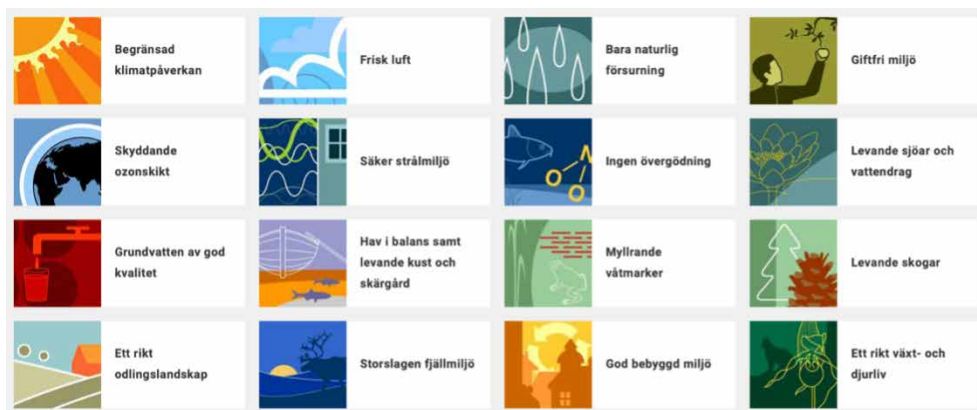 Begränsad
klimatpåverkan
Frisk luft
Bara naturlig
försurning
Giftfri miljö
Skyddande
ozonskikt
Säker strålmiljö
Ingen övergödning
Levande sjöar och
vattendrag
Grundvatten av god
kvalitet
Hav i balans samt
levande kust och
skärgård
Myllrande
våtmarker
Levande skogar
Ett rikt
odlingslandskap
Storslagen fjällmiljö
God bebyggd miljö
Ett rikt växt- och
djurliv